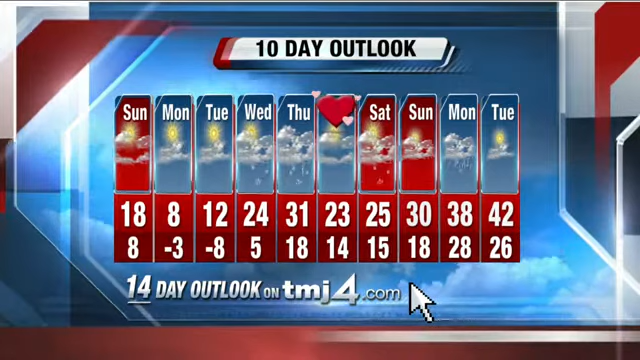 10 DAY OUTLOOK
Sun Mon Tue Wed Thu Sat Sun Mon Tue
18 8 12 24 31 23 25 30 38 42
8 -3 -8 5 18 14 15 18 28 26
14 DAY OUTLOOK ON tmj4.com